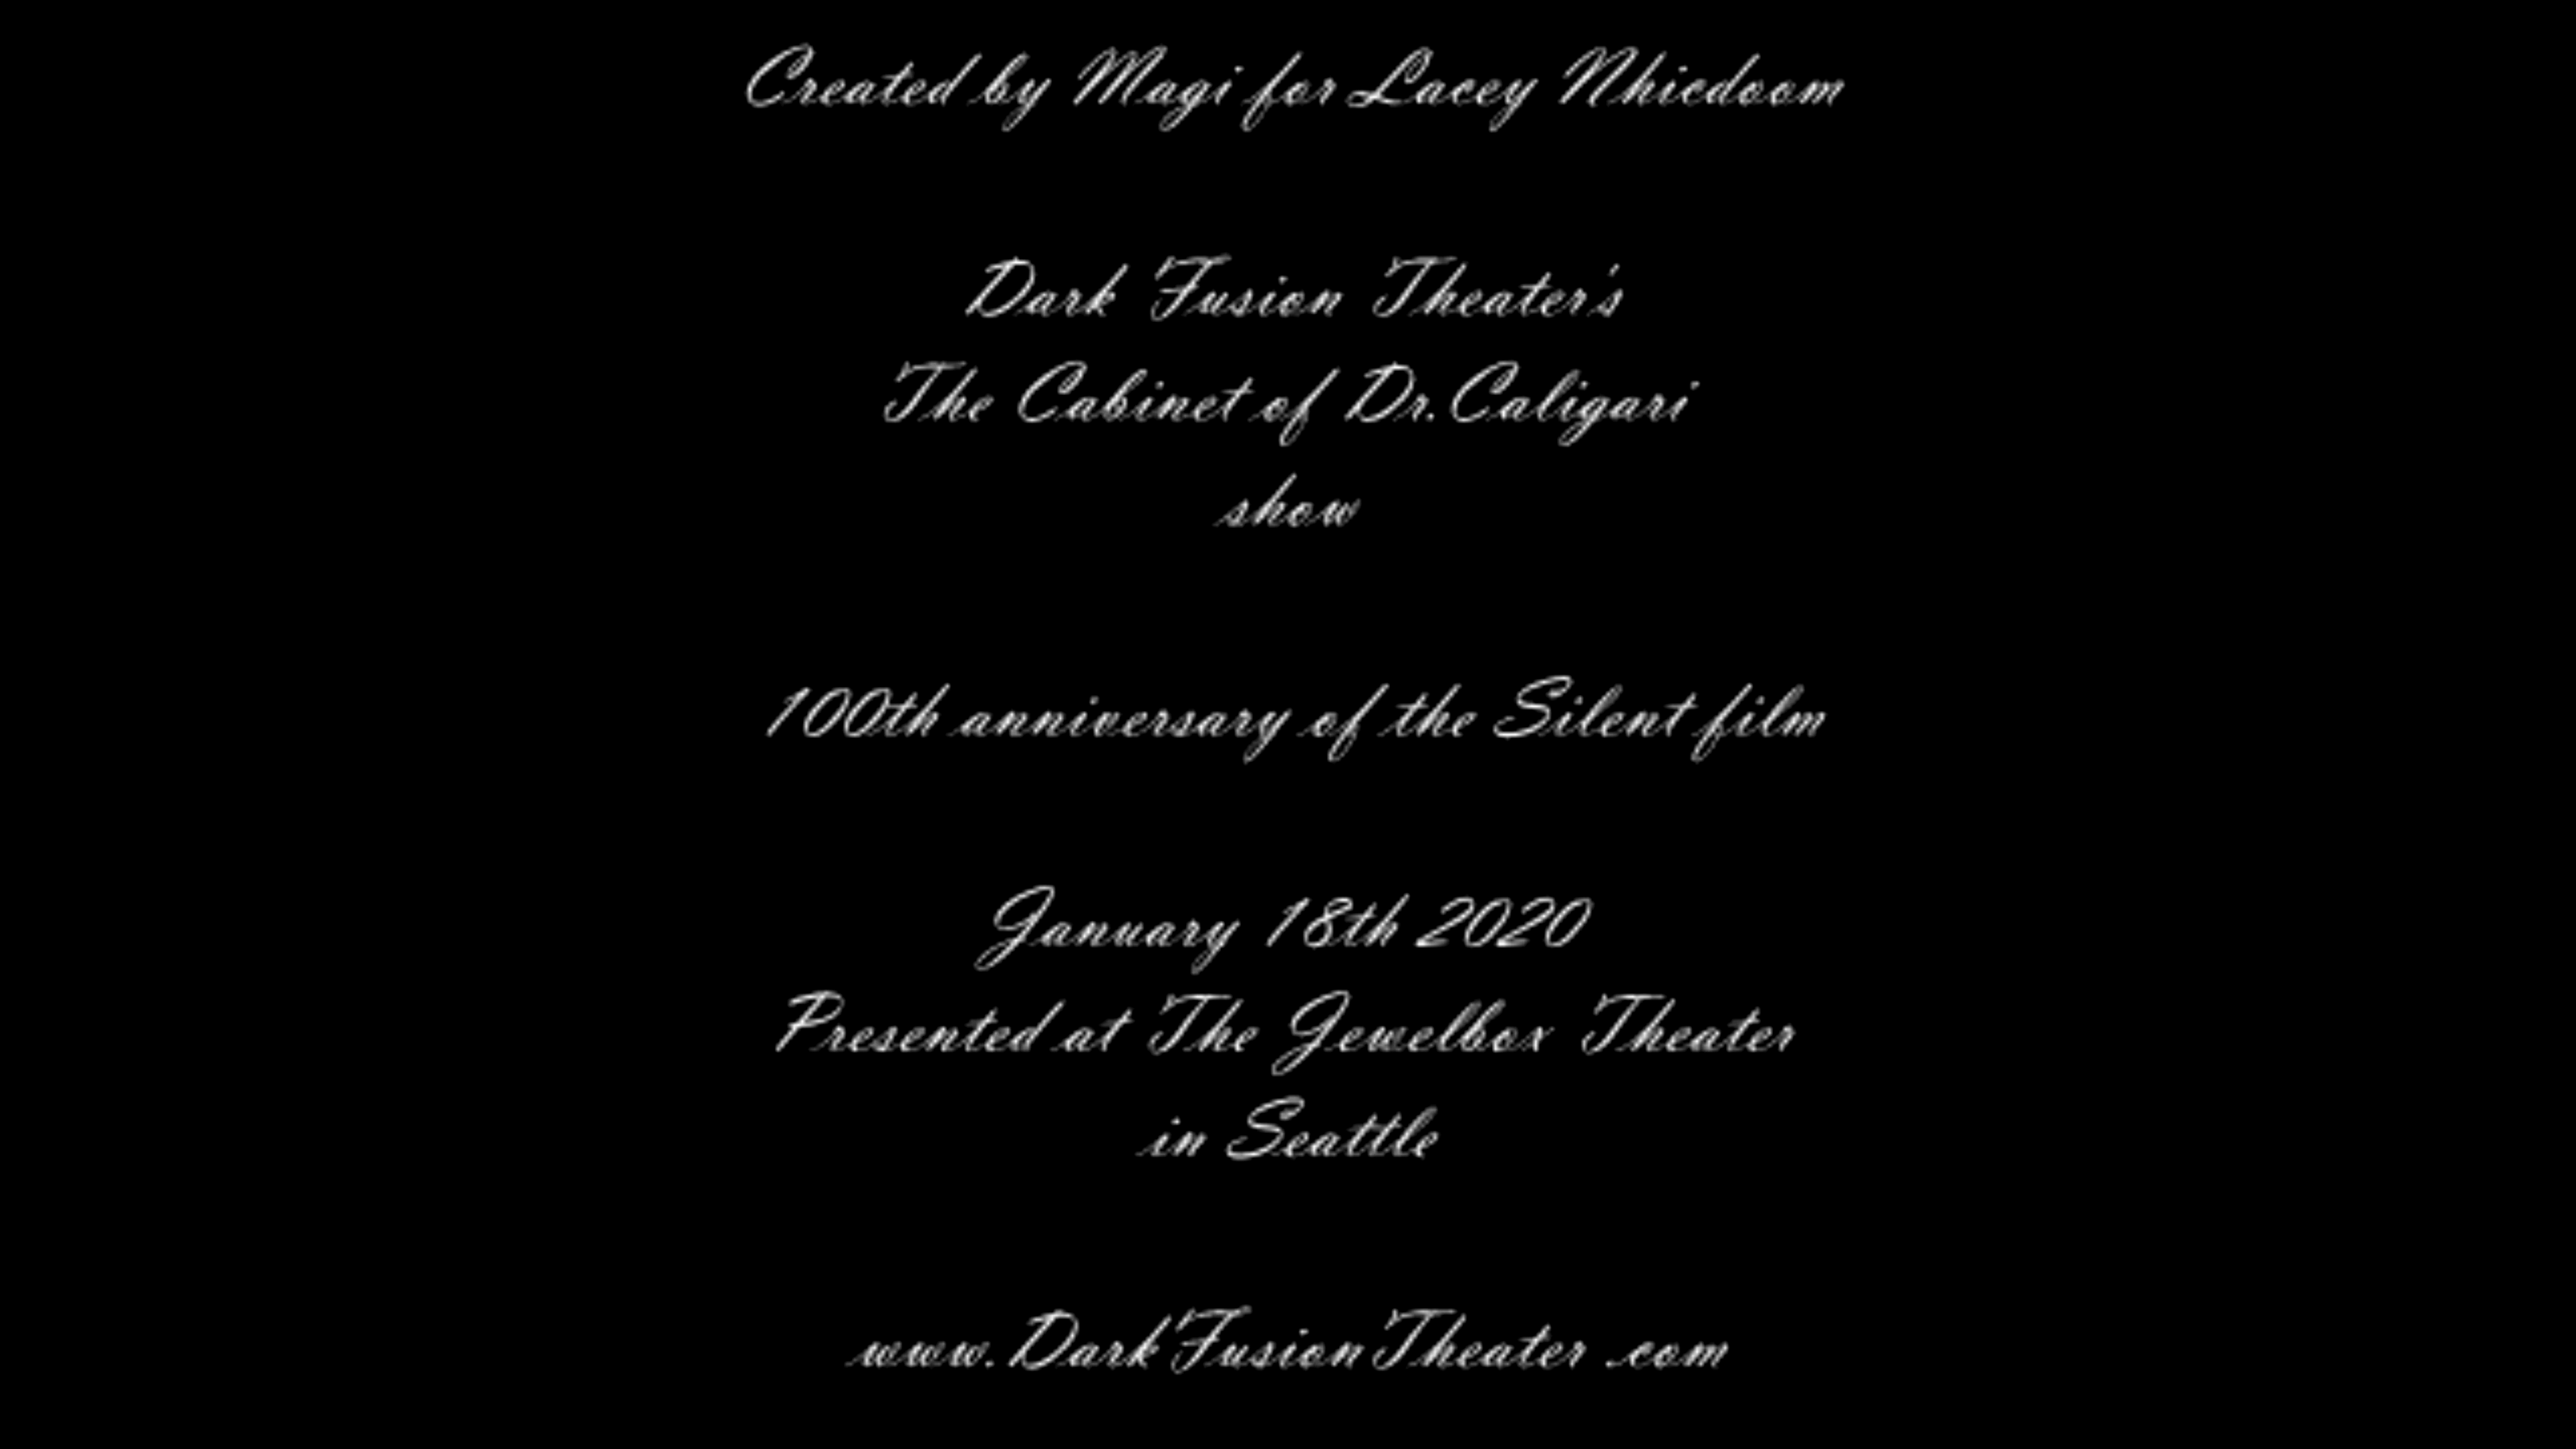 Created by Magi for Lacey Nhicdoom
Dark Fusion Theater's
The Cabinet of Dr. Caligari
show
100th anniversary of the Silent film
January 18th 2020
Presented at The Jewelbox Theater
in Seattle
www.DarkFusionTheater.com